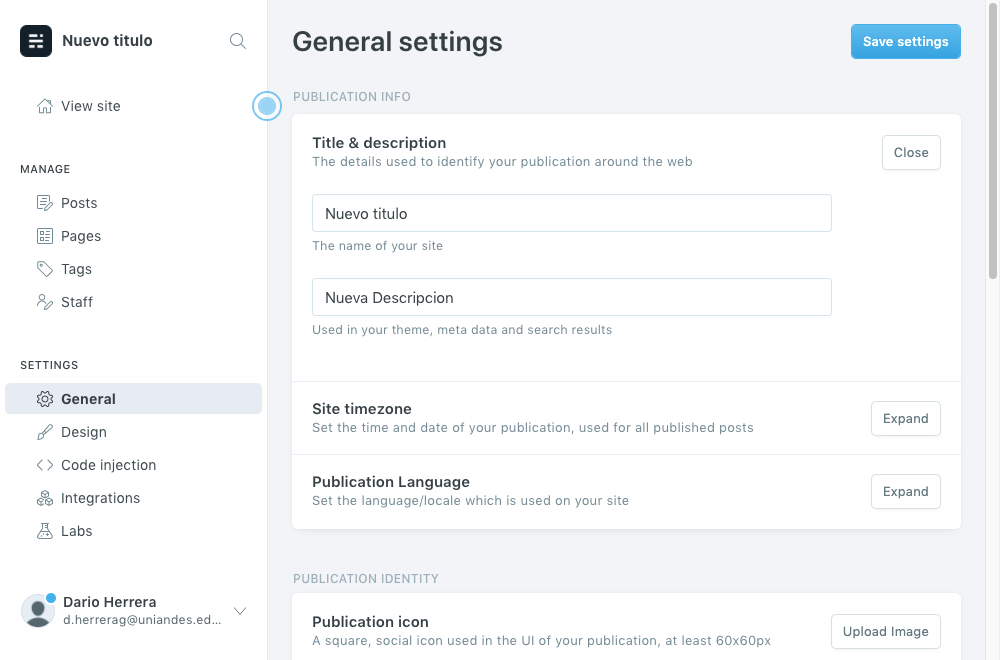 Nuevo titulo
View site
MANAGE
Posts
Pages
Tags
Staff
SETTINGS
General
Design
Code injection
Integrations
Labs
Dario Herrera
d.herrerag@uniandes.ed...
General settings
Save settings
PUBLICATION INFO
Title & description
The details used to identify your publication around the web
Close
Nuevo titulo
The name of your site
Nueva Descripcion
Used in your theme, meta data and search results
Site timezone
Set the time and date of your publication, used for all published posts
Expand
Publication Language
Set the language/locale which is used on your site
Expand
PUBLICATION IDENTITY
Publication icon
A square, social icon used in the UI of your publication, at least 60x60px
Upload Image